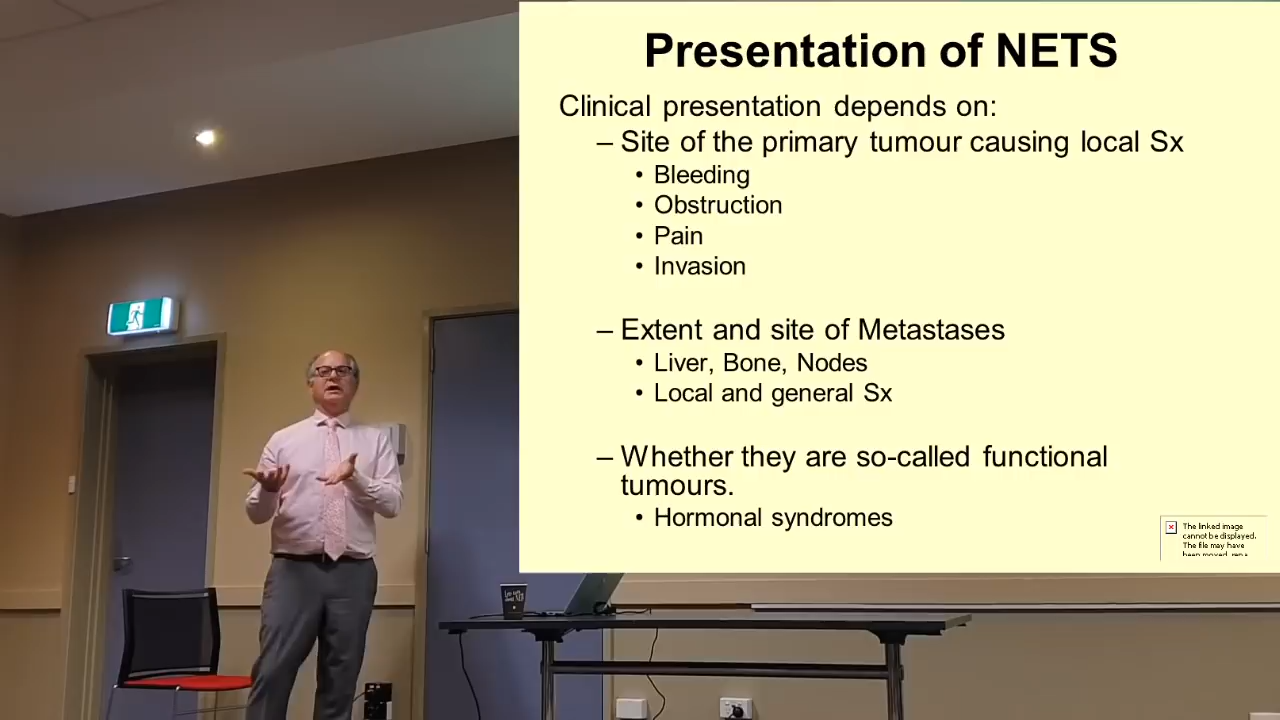 Presentation of NETS
Clinical presentation depends on:
– Site of the primary tumour causing local Sx
• Bleeding
• Obstruction
• Pain
• Invasion
– Extent and site of Metastases
• Liver, Bone, Nodes
• Local and general Sx
– Whether they are so-called functional
tumours.
• Hormonal syndromes
The linked image
cannot be displayed.
The file may have